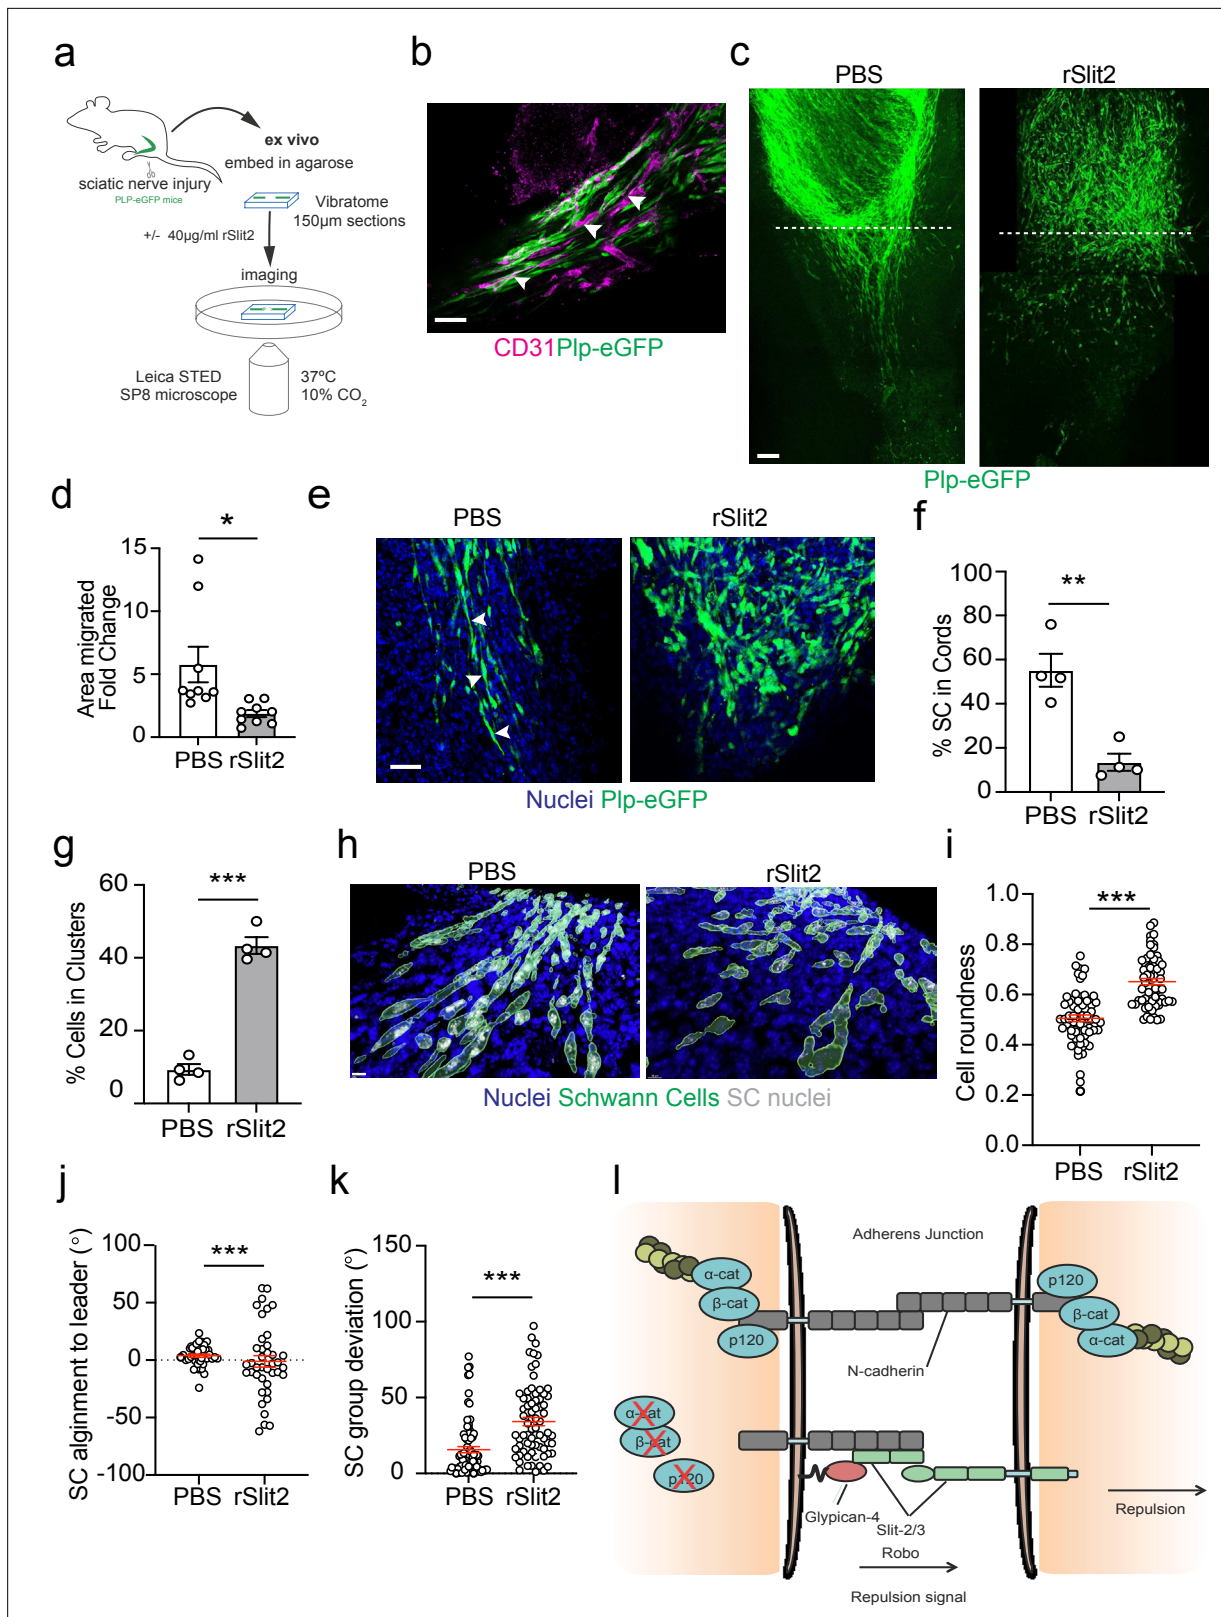 a
ex vivo
embed in agarose
sciatic nerve injury
PLP-eGFP mice
Vibratome
150µm sections
+/- 40µg/ml rSlit2
imaging
Leica STED
SP8 microscope
37ºC
10% CO2
b
CD31Plp-eGFP
c
PBS
rSlit2
Plp-eGFP
d
*
Area migrated
Fold Change
15
10
5
0
PBS rSlit2
e
PBS
rSlit2
Nuclei Plp-eGFP
f
**
% SC in Cords
100
80
60
40
20
0
PBS rSlit2
g
***
% Cells in Clusters
60
40
20
0
PBS rSlit2
h
PBS
rSlit2
Nuclei Schwann Cells SC nuclei
i
***
Cell roundness
1.0
0.8
0.6
0.4
0.2
0.0
PBS rSlit2
j
***
SC alginment to leader (°)
100
50
0
-50
-100
PBS rSlit2
k
***
SC group deviation (°)
150
100
50
0
PBS rSlit2
l
Adherens Junction
α-cat
β-cat
p120
p120
β-cat
α-cat
N-cadherin
α-cat
β-cat
p120
Glypican-4
Slit-2/3
Robo
Repulsion signal
Repulsion